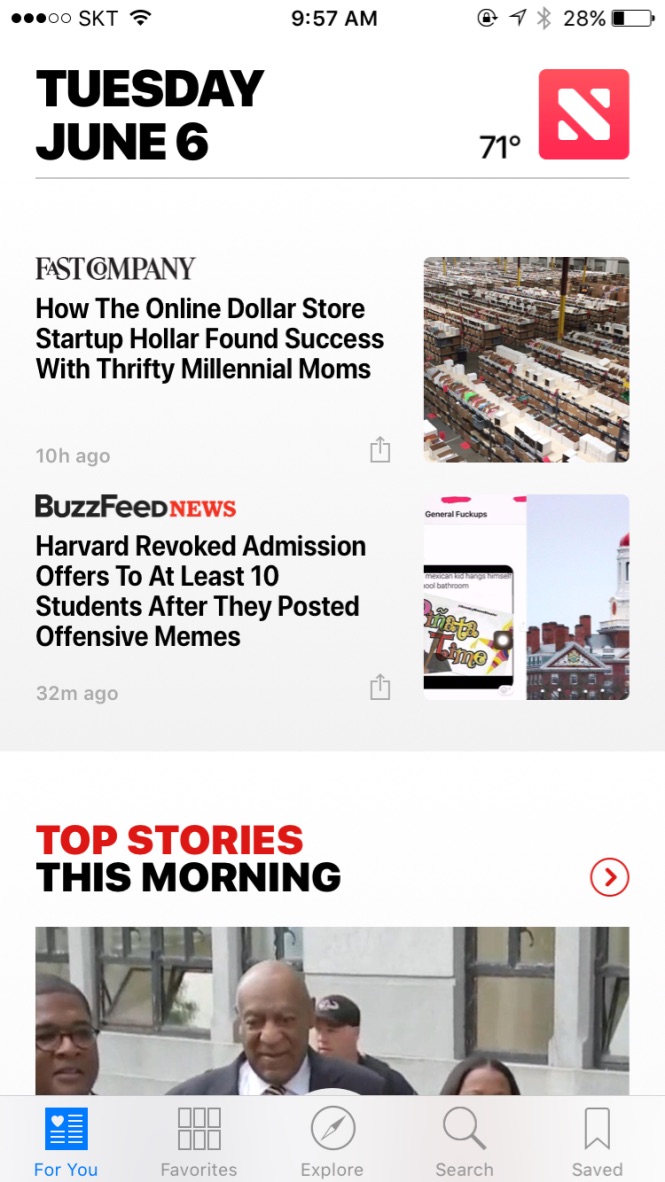 SKT 9:57 AM 28%
TUESDAY
JUNE 6
71°
FAST COMPANY
How The Online Dollar Store
Startup Hollar Found Success
With Thrifty Millennial Moms
10h ago
BuzzFeed NEWS
Harvard Revoked Admission
Offers To At Least 10
Students After They Posted
Offensive Memes
32m ago
General Fuckups
mexican kid hangs himself
bathroom
Time
TOP STORIES
THIS MORNING
For You Favorites Explore Search Saved